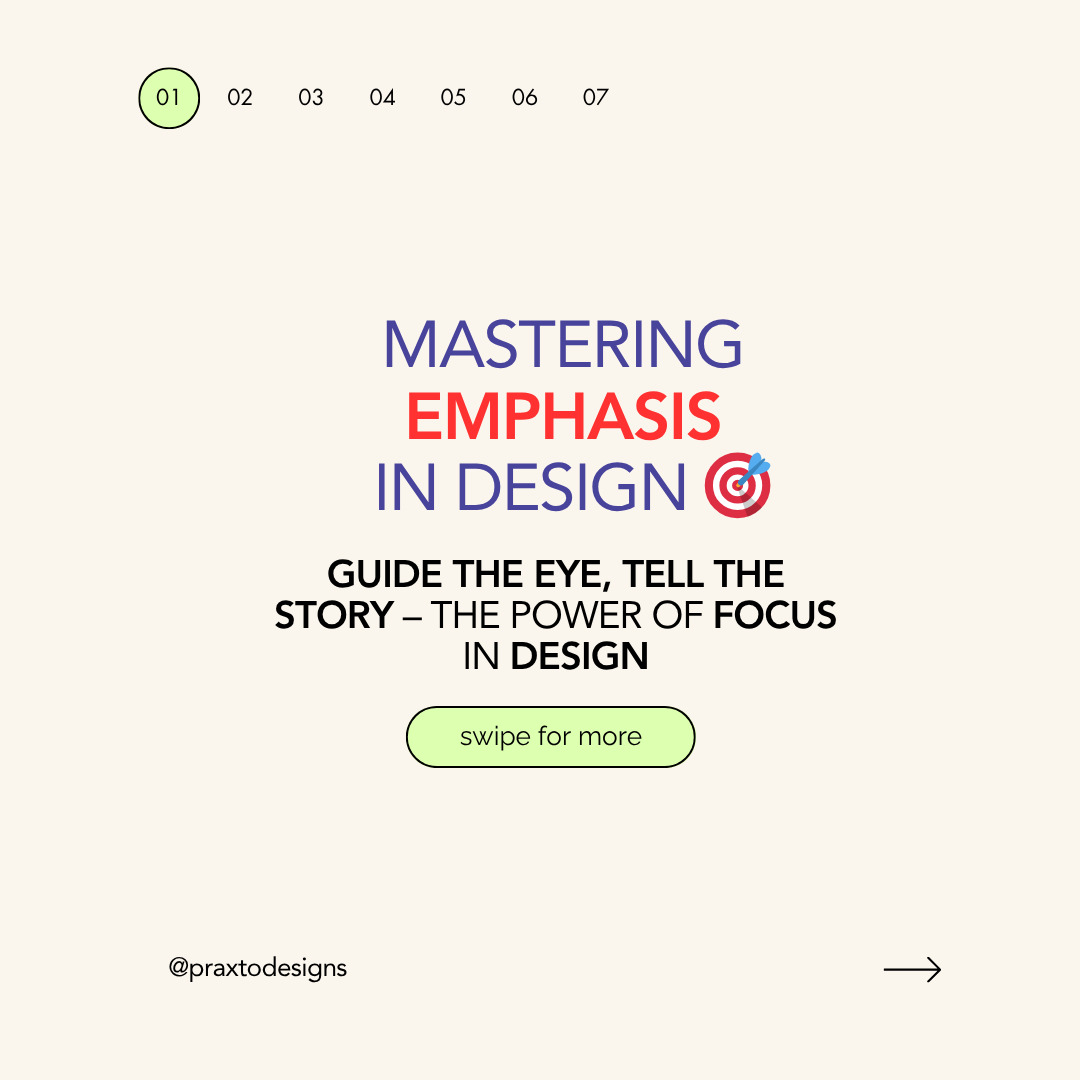 01 02 03 04 05 06 07
MASTERING
EMPHASIS
IN DESIGN 🎯
GUIDE THE EYE, TELL THE
STORY – THE POWER OF FOCUS
IN DESIGN
swipe for more
@praxtodesigns